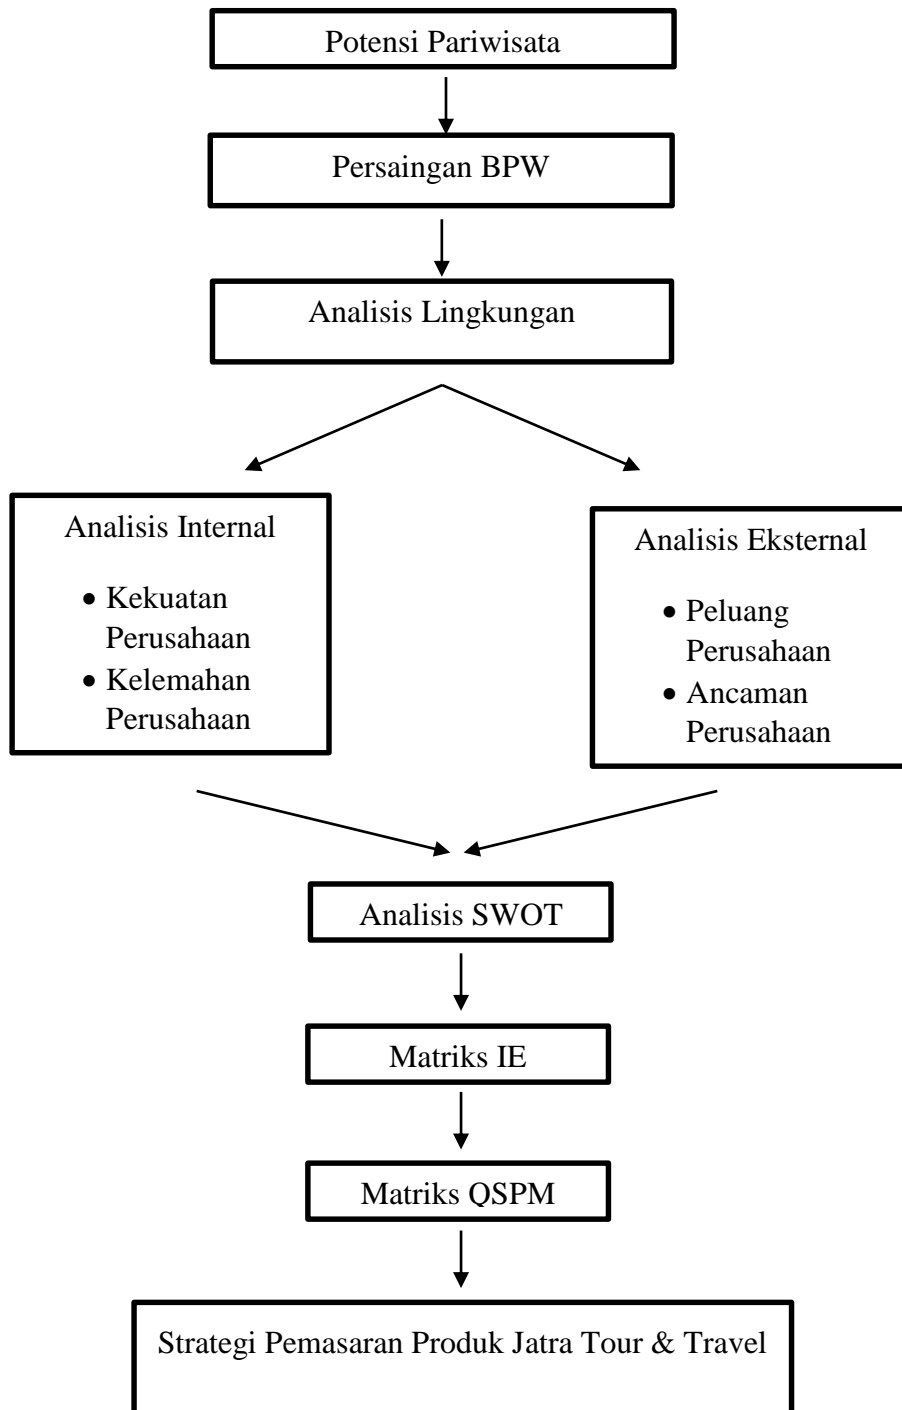 Potensi Pariwisata
Persaingan BPW
Analisis Lingkungan
Analisis Internal
• Kekuatan
Perusahaan
• Kelemahan
Perusahaan
Analisis Eksternal
• Peluang
Perusahaan
• Ancaman
Perusahaan
Analisis SWOT
Matriks IE
Matriks QSPM
Strategi Pemasaran Produk Jatra Tour & Travel